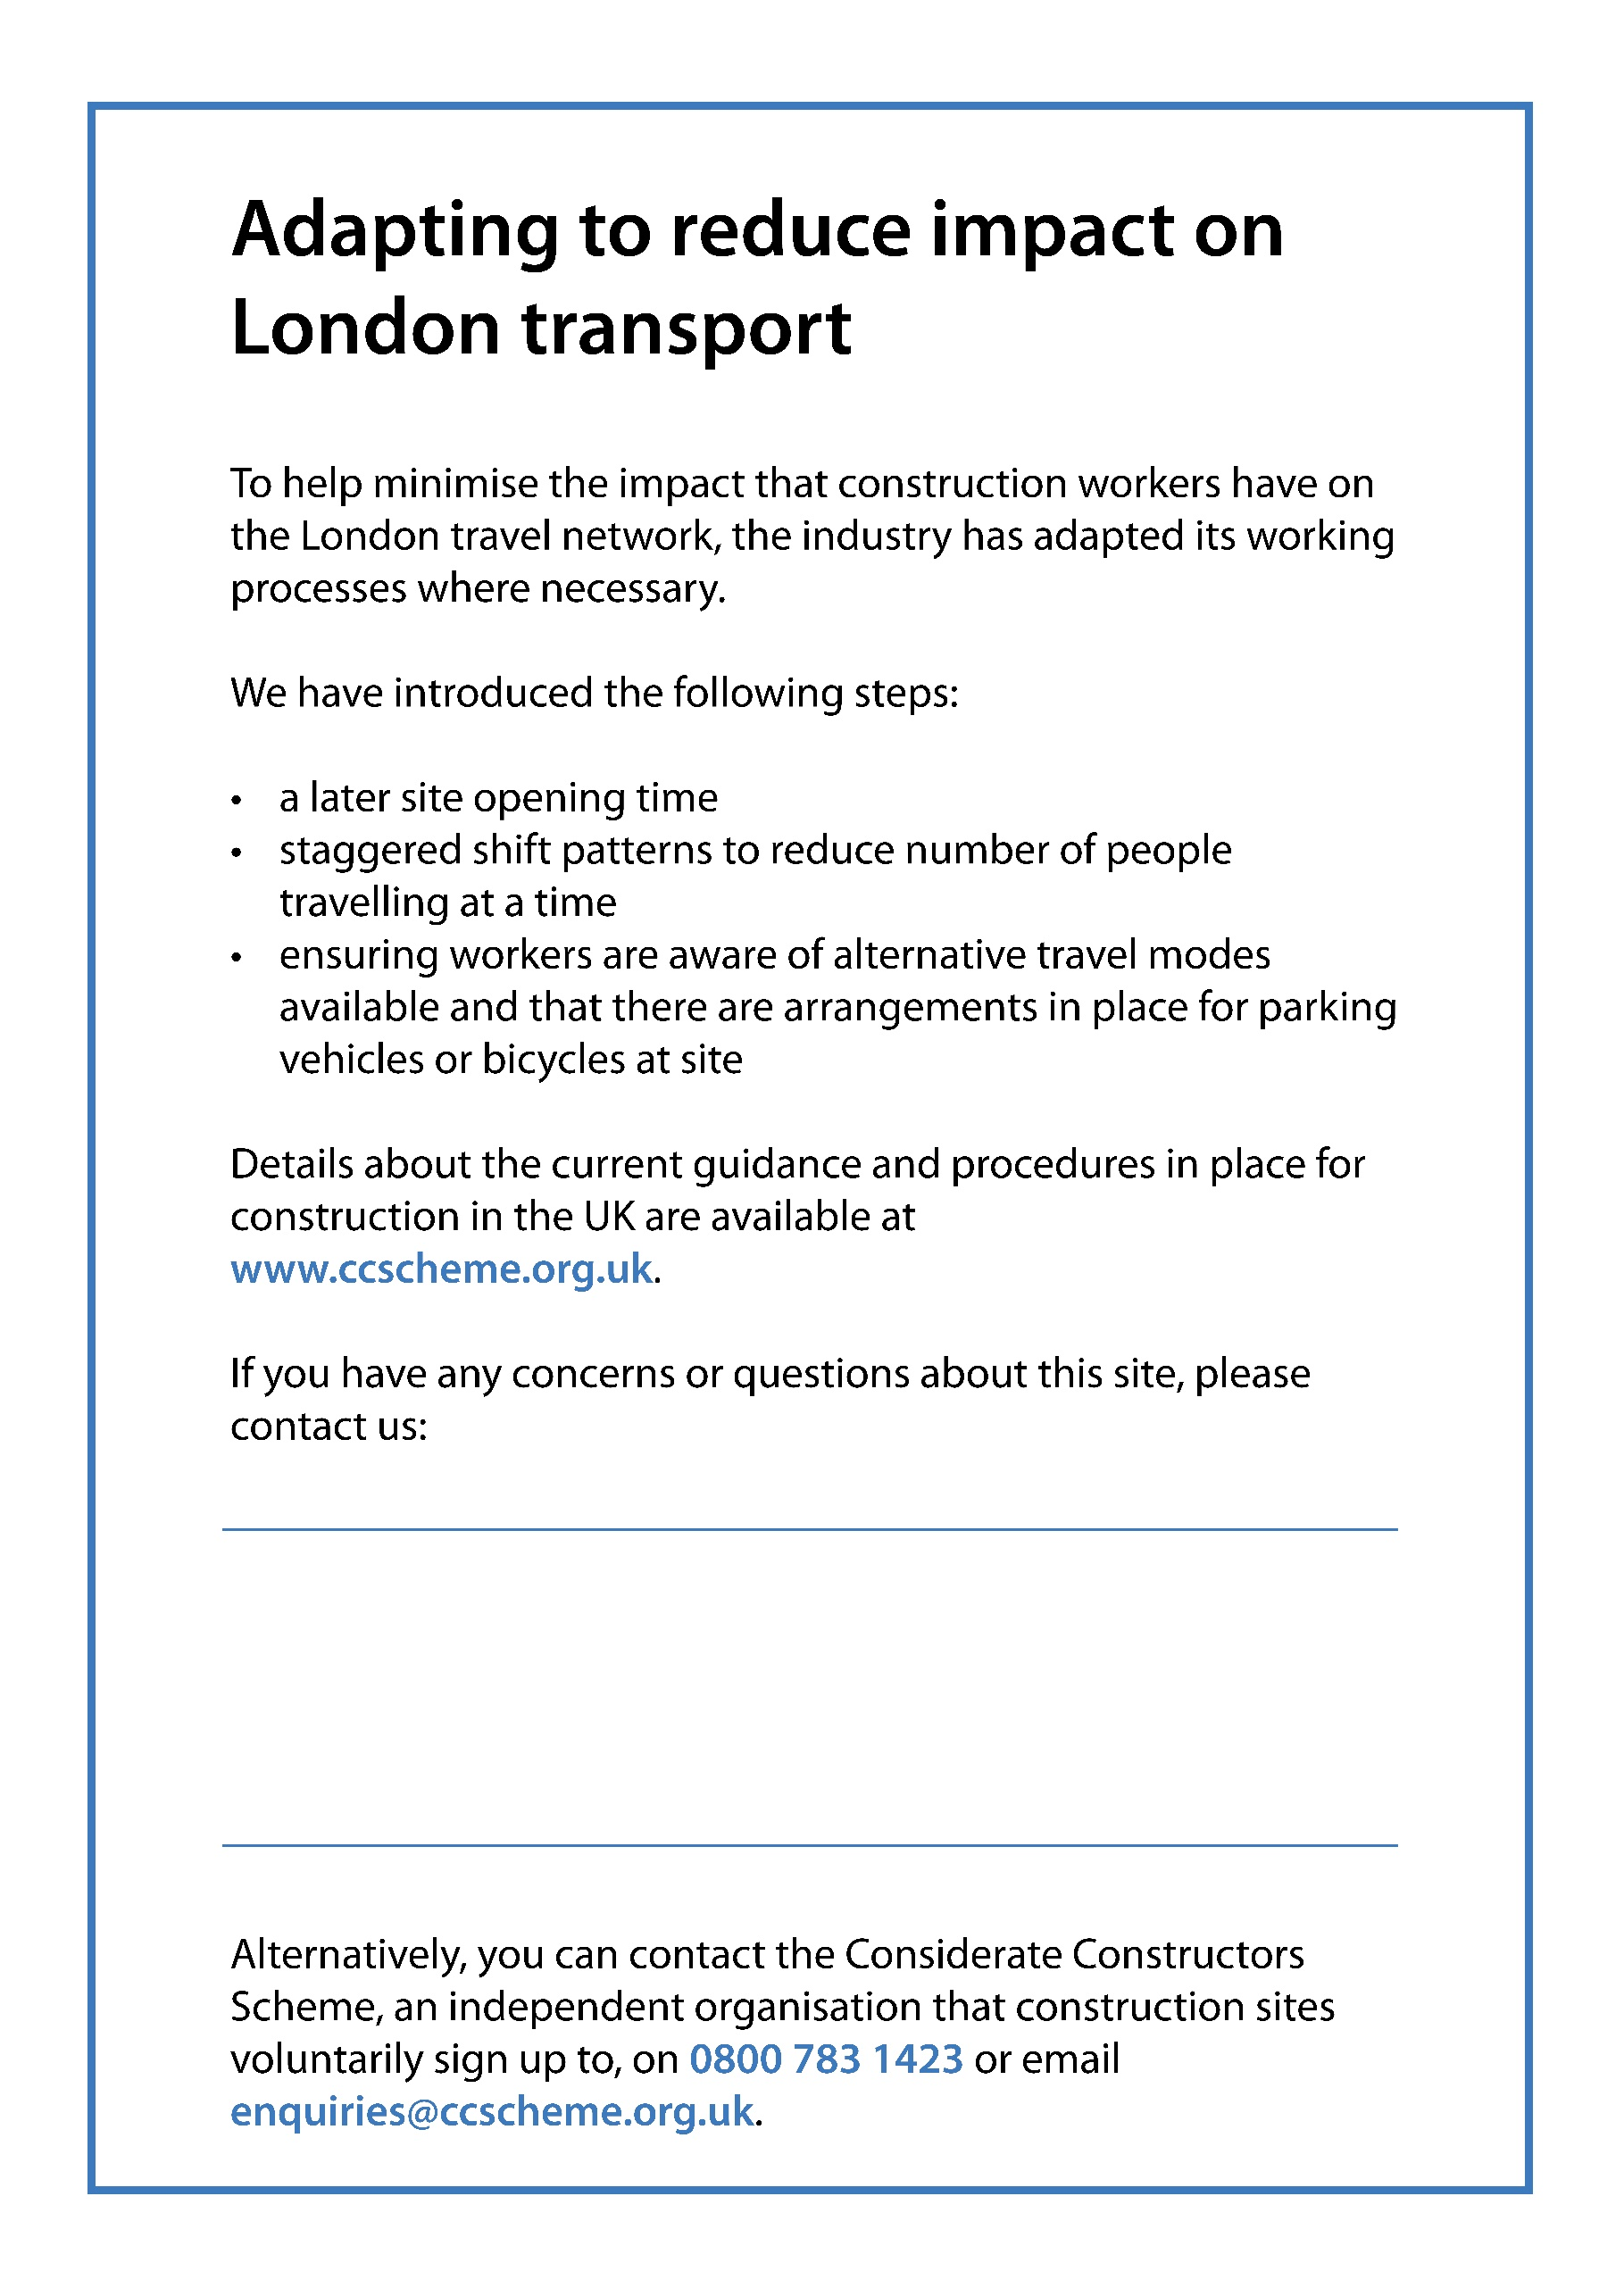 Adapting to reduce impact on
London transport
To help minimise the impact that construction workers have on
the London travel network, the industry has adapted its working
processes where necessary.
We have introduced the following steps:
• a later site opening time
• staggered shift patterns to reduce number of people
travelling at a time
• ensuring workers are aware of alternative travel modes
available and that there are arrangements in place for parking
vehicles or bicycles at site
Details about the current guidance and procedures in place for
construction in the UK are available at
www.ccscheme.org.uk.
If you have any concerns or questions about this site, please
contact us:
Alternatively, you can contact the Considerate Constructors
Scheme, an independent organisation that construction sites
voluntarily sign up to, on 0800 783 1423 or email
enquiries@ccscheme.org.uk.